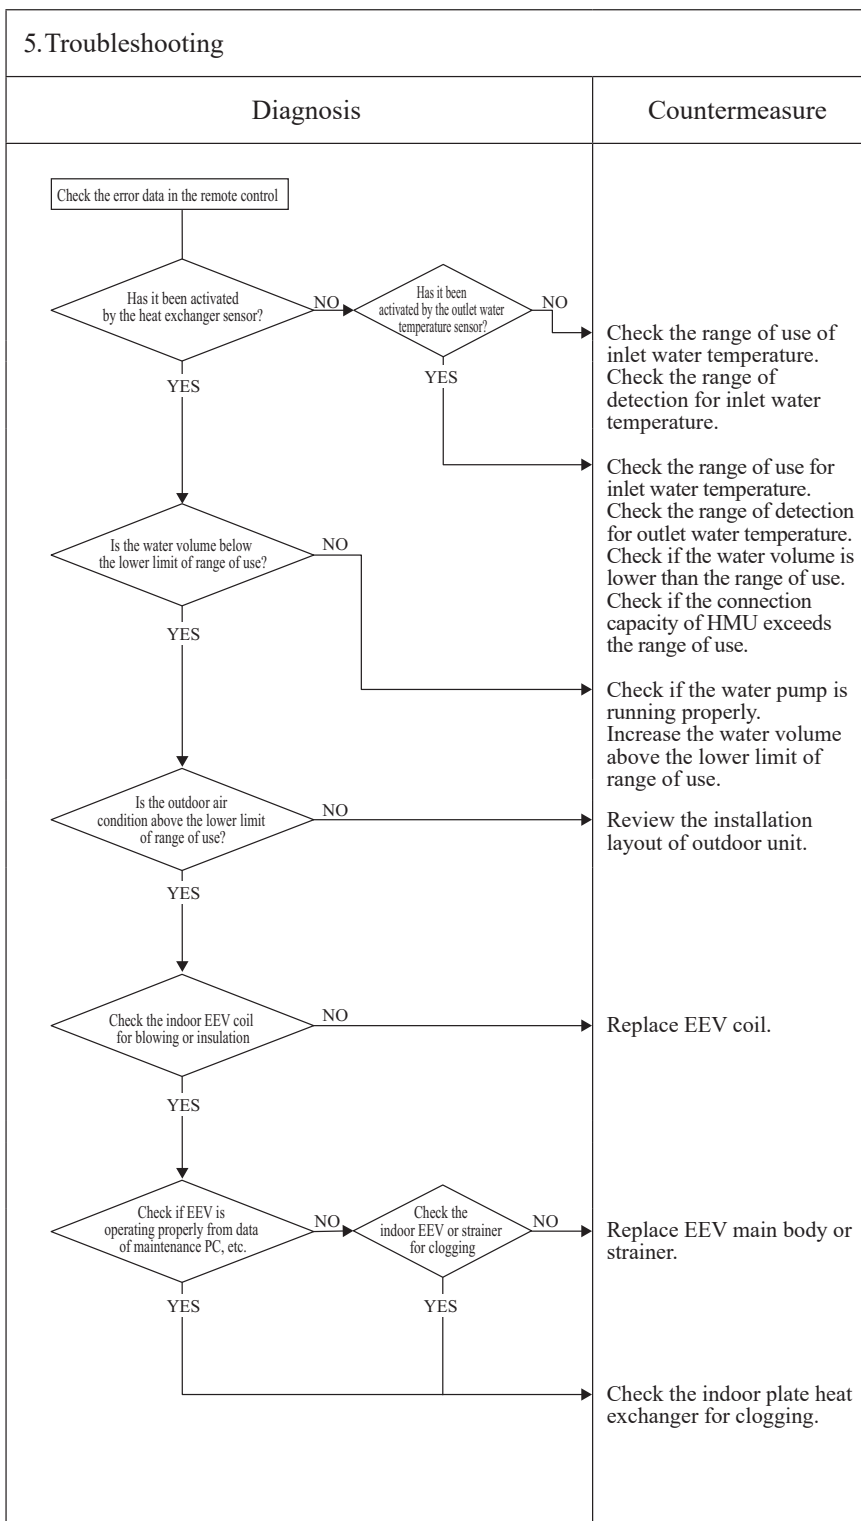 5.Troubleshooting
Diagnosis
Countermeasure
Check the error data in the remote control
Has it been activated
by the heat exchanger sensor?
NO
YES
Has it been
activated by the outlet water
temperature sensor?
NO
YES
Check the range of use of
inlet water temperature.
Check the range of
detection for inlet water
temperature.
Check the range of use for
inlet water temperature.
Check the range of detection
for outlet water temperature.
Check if the water volume is
lower than the range of use.
Check if the connection
capacity of HMU exceeds
the range of use.
Is the water volume below
the lower limit of range of use?
NO
YES
Check if the water pump is
running properly.
Increase the water volume
above the lower limit of
range of use.
Is the outdoor air
condition above the lower limit
of range of use?
NO
YES
Review the installation
layout of outdoor unit.
Check the indoor EEV coil
for blowing or insulation
NO
YES
Replace EEV coil.
Check if EEV is
operating properly from data
of maintenance PC, etc.
NO
YES
Check the
indoor EEV or strainer
for clogging
NO
YES
Replace EEV main body or
strainer.
Check the indoor plate heat
exchanger for clogging.